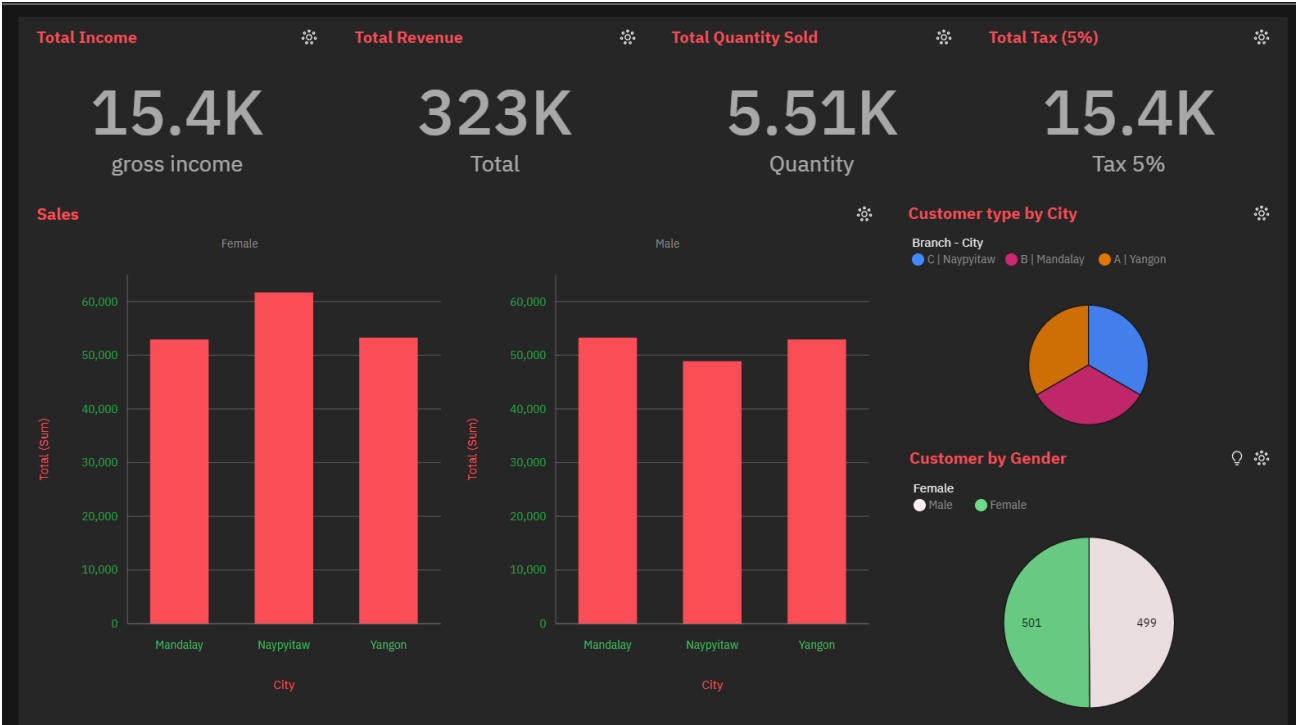 Total Income
Total Revenue
Total Quantity Sold
Total Tax (5%)
15.4K
gross income
323K
Total
5.51K
Quantity
15.4K
Tax 5%
Sales
Female
Total (Sum)
60,000
50,000
40,000
30,000
20,000
10,000
0
Mandalay
Naypyitaw
Yangon
City
Male
Total (Sum)
60,000
50,000
40,000
30,000
20,000
10,000
0
Mandalay
Naypyitaw
Yangon
City
Customer type by City
Branch - City
C | Naypyitaw B | Mandalay A | Yangon
Customer by Gender
Female
Male Female
501
499